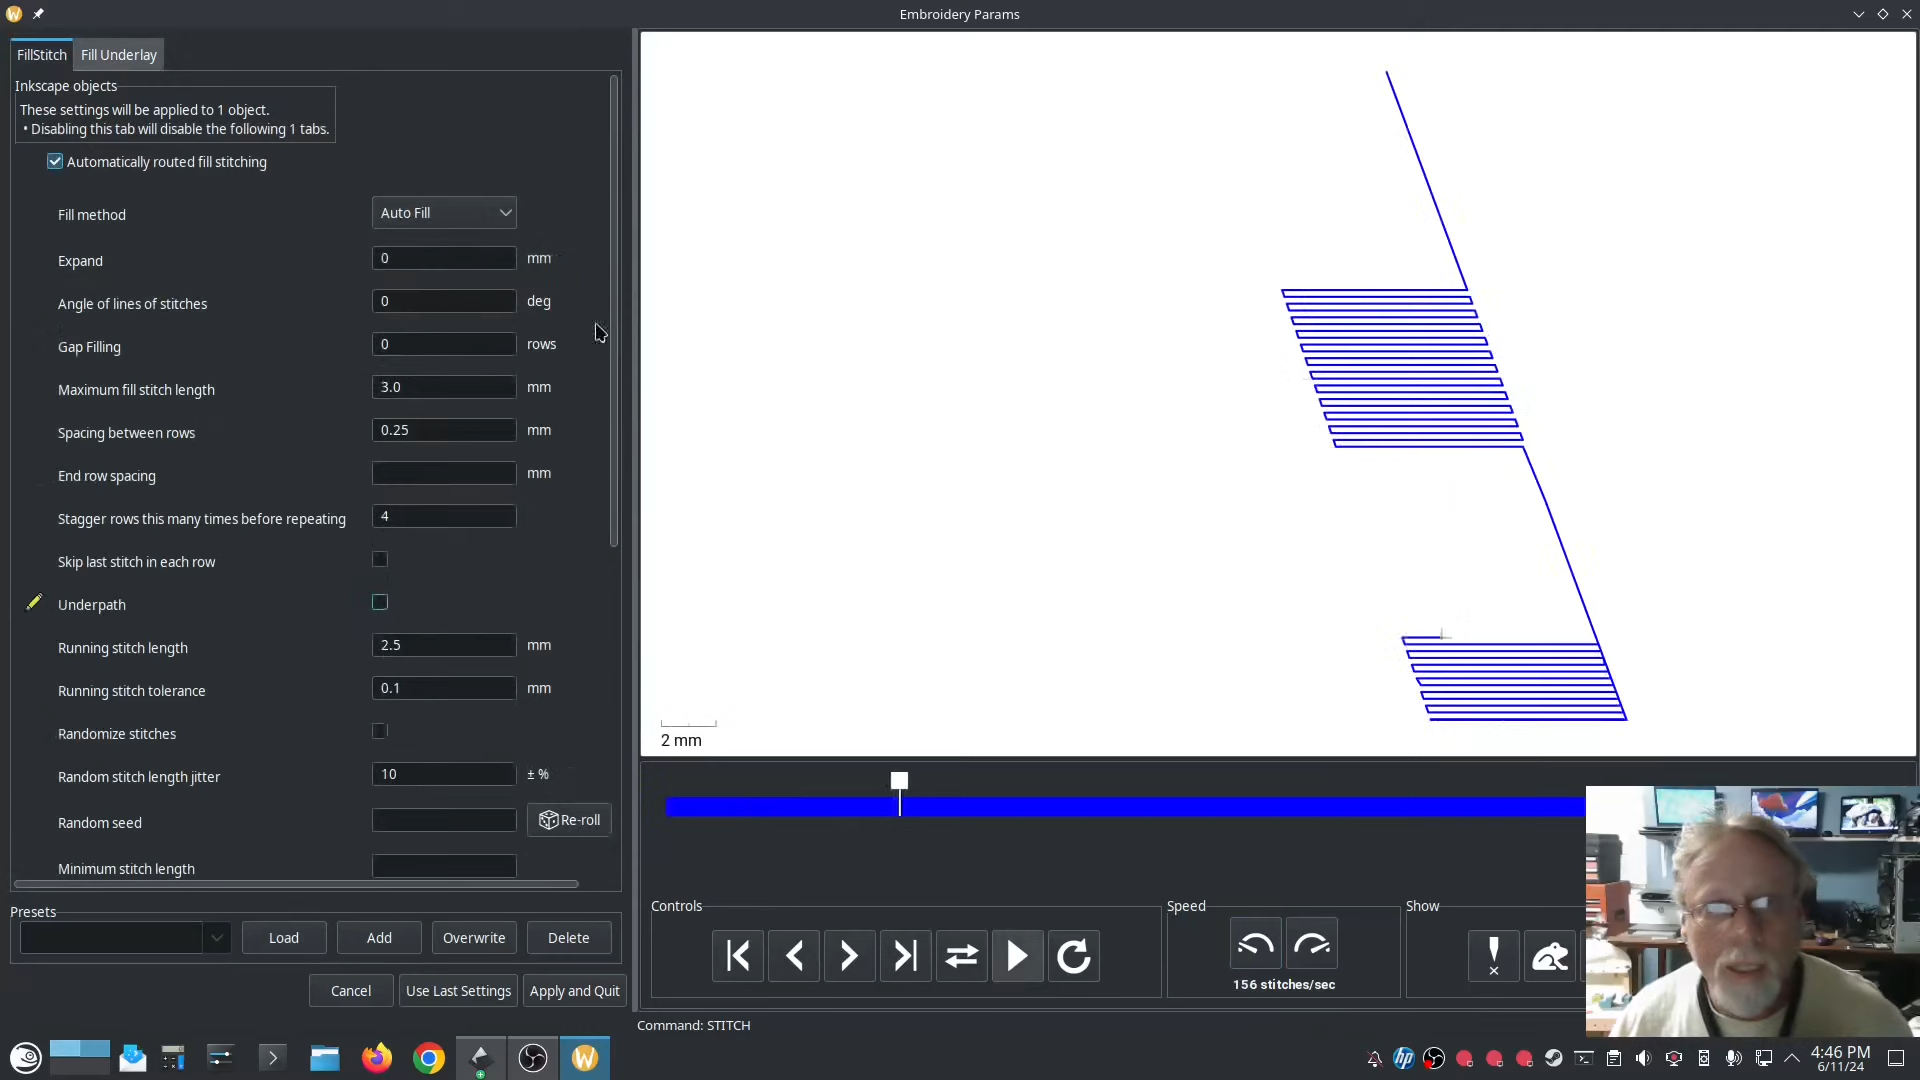 Embroidery Params
FillStitch
Fill Underlay
Inkscape objects
These settings will be applied to 1 object.
• Disabling this tab will disable the following 1 tabs.
Automatically routed fill stitching
Fill method
Auto Fill
Expand
0
mm
Angle of lines of stitches
0
deg
Gap Filling
0
rows
Maximum fill stitch length
3.0
mm
Spacing between rows
0.25
mm
End row spacing
mm
Stagger rows this many times before repeating
4
Skip last stitch in each row
Underpath
Running stitch length
2.5
mm
Running stitch tolerance
0.1
mm
Randomize stitches
Random stitch length jitter
10
± %
Random seed
Re-roll
Minimum stitch length
Presets
Load
Add
Overwrite
Delete
Cancel
Use Last Settings
Apply and Quit
2 mm
Controls
Speed
156 stitches/sec
Show
Command: STITCH
hp
4:46 PM
6/11/24